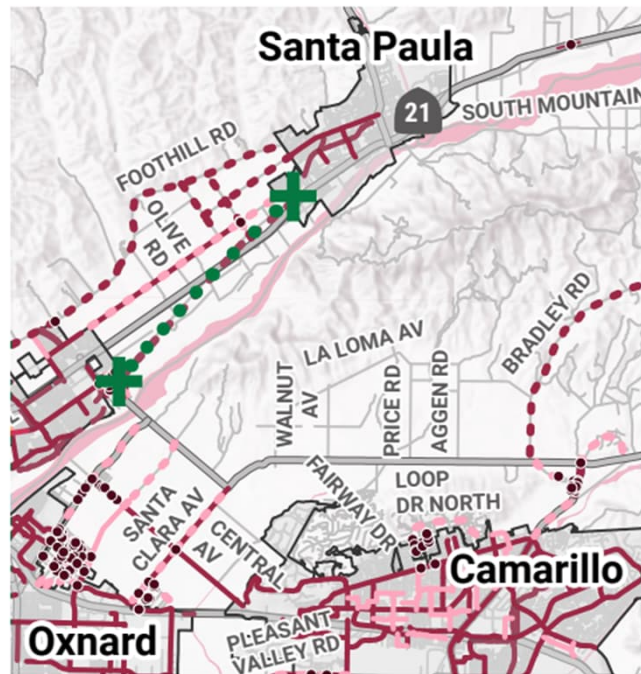 Santa Paula
21
SOUTH MOUNTAIN
FOOTHILL RD
OLIVE
RD
BRADLEY RD
LA LOMA AV
WALNUT
AV
PRICE RD
AGGEN RD
LOOP
DR NORTH
FAIRWAY DR
SANTA
CLARA AV
CENTRAL
AV
Camarillo
Oxnard
PLEASANT
VALLEY RD